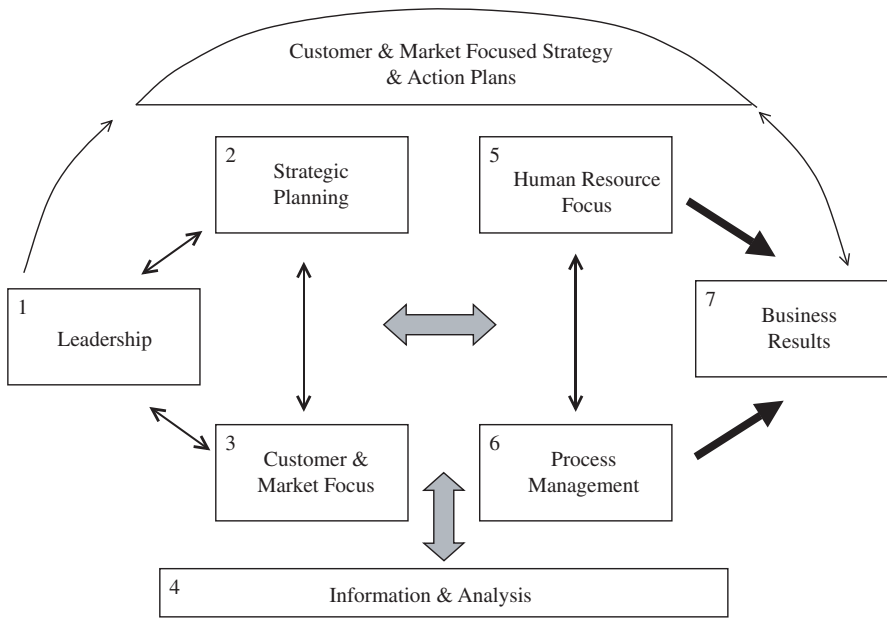 Customer & Market Focused Strategy
& Action Plans
2
Strategic
Planning
5
Human Resource
Focus
1
Leadership
7
Business
Results
3
Customer &
Market Focus
6
Process
Management
4
Information & Analysis